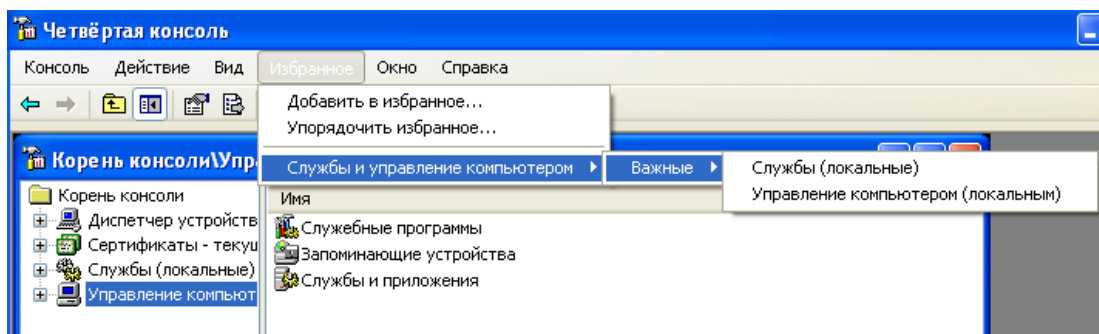 Четвёртая консоль
Консоль Действие Вид Избранное Окно Справка
Добавить в избранное...
Упорядочить избранное...
Корень консоли\Упр
Службы и управление компьютером Важные Службы (локальные)
Управление компьютером (локальным)
Корень консоли
Имя
Диспетчер устройств
Служебные программы
Сертификаты - текущ
Запоминающие устройства
Службы (локальные)
Службы и приложения
Управление компьют